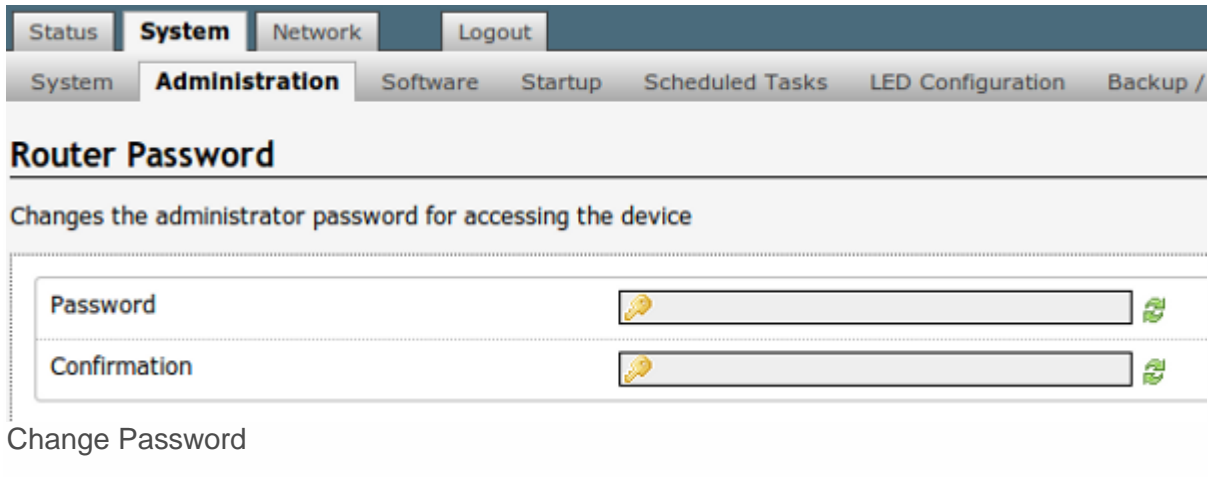 Status System Network Logout
System Administration Software Startup Scheduled Tasks LED Configuration Backup /
Router Password
Changes the administrator password for accessing the device
Password
Confirmation
Change Password